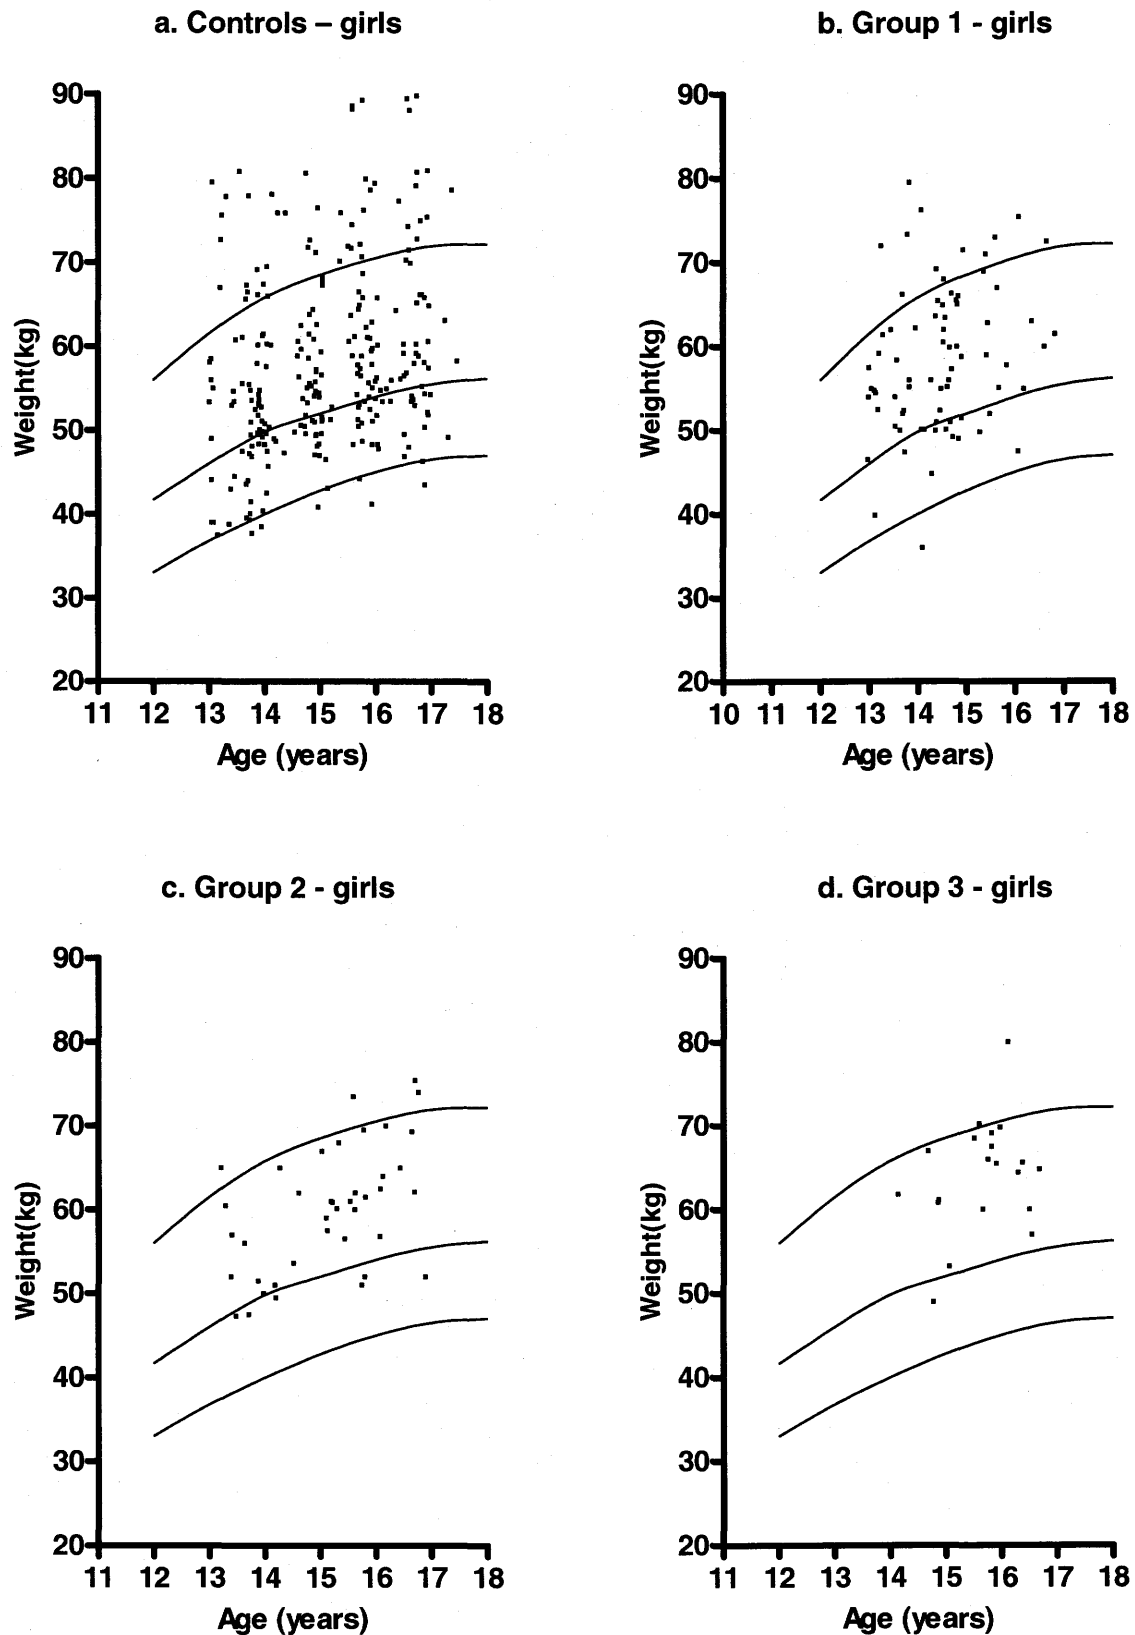 a. Controls – girls
90
80
70
60
50
40
30
20
Weight(kg)
11 12 13 14 15 16 17 18
Age (years)
b. Group 1 - girls
90
80
70
60
50
40
30
20
Weight(kg)
10 11 12 13 14 15 16 17 18
Age (years)
c. Group 2 - girls
90
80
70
60
50
40
30
20
Weight(kg)
11 12 13 14 15 16 17 18
Age (years)
d. Group 3 - girls
90
80
70
60
50
40
30
20
Weight(kg)
11 12 13 14 15 16 17 18
Age (years)